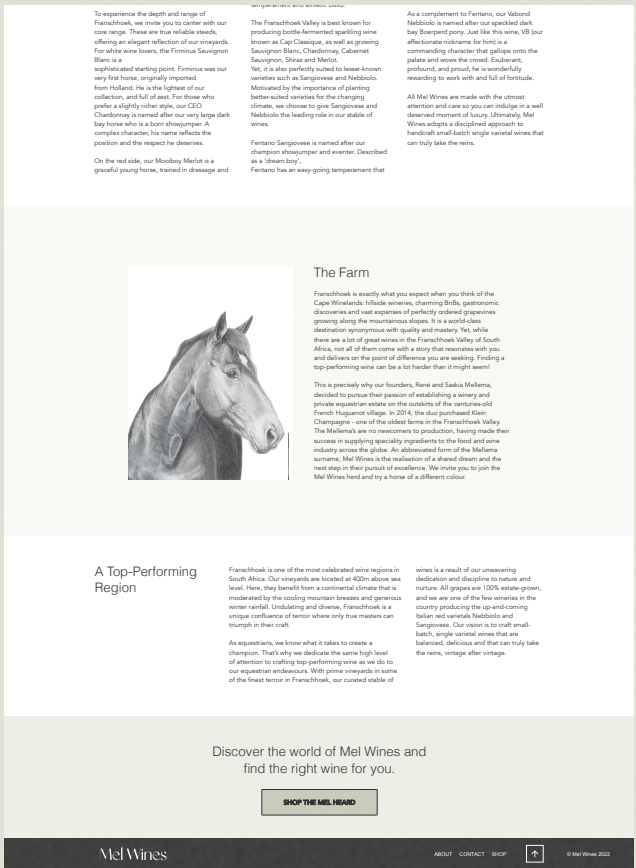 temperament and athletic build.
To experience the depth and range of
Franschhoek, we invite you to canter with our
core range. These are true reliable steeds,
offering an elegant reflection of our vineyards.
For white wine lovers, the Firminus Sauvignon
Blanc is a
sophisticated starting point. Firminus was our
very first horse, originally imported
from Holland. He is the lightest of our
collection, and full of zest. For those who
prefer a slightly richer style, our CEO
Chardonnay is named after our very large dark
bay horse who is a born showjumper. A
complex character, his name reflects the
position and the respect he deserves.
On the red side, our Mooiboy Merlot is a
graceful young horse, trained in dressage and
The Franschhoek Valley is best known for
producing bottle-fermented sparkling wine
known as Cap Classique, as well as growing
Sauvignon Blanc, Chardonnay, Cabernet
Sauvignon, Shiraz and Merlot.
Yet, it is also perfectly suited to lesser-known
varieties such as Sangiovese and Nebbiolo.
Motivated by the importance of planting
better-suited varieties for the changing
climate, we choose to give Sangiovese and
Nebbiolo the leading role in our stable of
wines.
Fentano Sangiovese is named after our
champion showjumper and eventer. Described
as a 'dream boy',
Fentano has an easy-going temperament that
As a complement to Fentano, our Vabond
Nebbiolo is named after our speckled dark
bay Boerperd pony. Just like this wine, VB (our
affectionate nickname for him) is a
commanding character that gallops onto the
palate and wows the crowd. Exuberant,
profound, and proud, he is wonderfully
rewarding to work with and full of fortitude.
All Mel Wines are made with the utmost
attention and care so you can indulge in a well
deserved moment of luxury. Ultimately, Mel
Wines adopts a disciplined approach to
handcraft small-batch single varietal wines that
can truly take the reins.
The Farm
Franschhoek is exactly what you expect when you think of the
Cape Winelands: hillside wineries, charming BnBs, gastronomic
discoveries and vast expanses of perfectly ordered grapevines
growing along the mountainous slopes. It is a world-class
destination synonymous with quality and mastery. Yet, while
there are a lot of great wines in the Franschhoek Valley of South
Africa, not all of them come with a story that resonates with you
and delivers on the point of difference you are seeking. Finding a
top-performing wine can be a lot harder than it might seem!
This is precisely why our founders, René and Saskia Mellema,
decided to pursue their passion of establishing a winery and
private equestrian estate on the outskirts of the centuries-old
French Huguenot village. In 2014, the duo purchased Klein
Champagne - one of the oldest farms in the Franschhoek Valley.
The Mellema's are no newcomers to production, having made their
success in supplying speciality ingredients to the food and wine
industry across the globe. An abbreviated form of the Mellema
surname, Mel Wines is the realisation of a shared dream and the
next step in their pursuit of excellence. We invite you to join the
Mel Wines herd and try a horse of a different colour.
A Top-Performing
Region
Franschhoek is one of the most celebrated wine regions in
South Africa. Our vineyards are located at 400m above sea
level. Here, they benefit from a continental climate that is
moderated by the cooling mountain breezes and generous
winter rainfall. Undulating and diverse, Franschhoek is a
unique confluence of terroir where only true masters can
triumph in their craft.
As equestrians, we know what it takes to create a
champion. That's why we dedicate the same high level
of attention to crafting top-performing wine as we do to
our equestrian endeavours. With prime vineyards in some
of the finest terroir in Franschhoek, our curated stable of
wines is a result of our unwavering
dedication and discipline to nature and
nurture. All grapes are 100% estate-grown,
and we are one of the few wineries in the
country producing the up-and-coming
Italian red varietals Nebbiolo and
Sangiovese. Our vision is to craft small-
batch, single varietal wines that are
balanced, delicious and that can truly take
the reins, vintage after vintage.
Discover the world of Mel Wines and
find the right wine for you.
SHOP THE MEL HEARD
Mel Wines
ABOUT CONTACT SHOP
© Mel Wines 2022